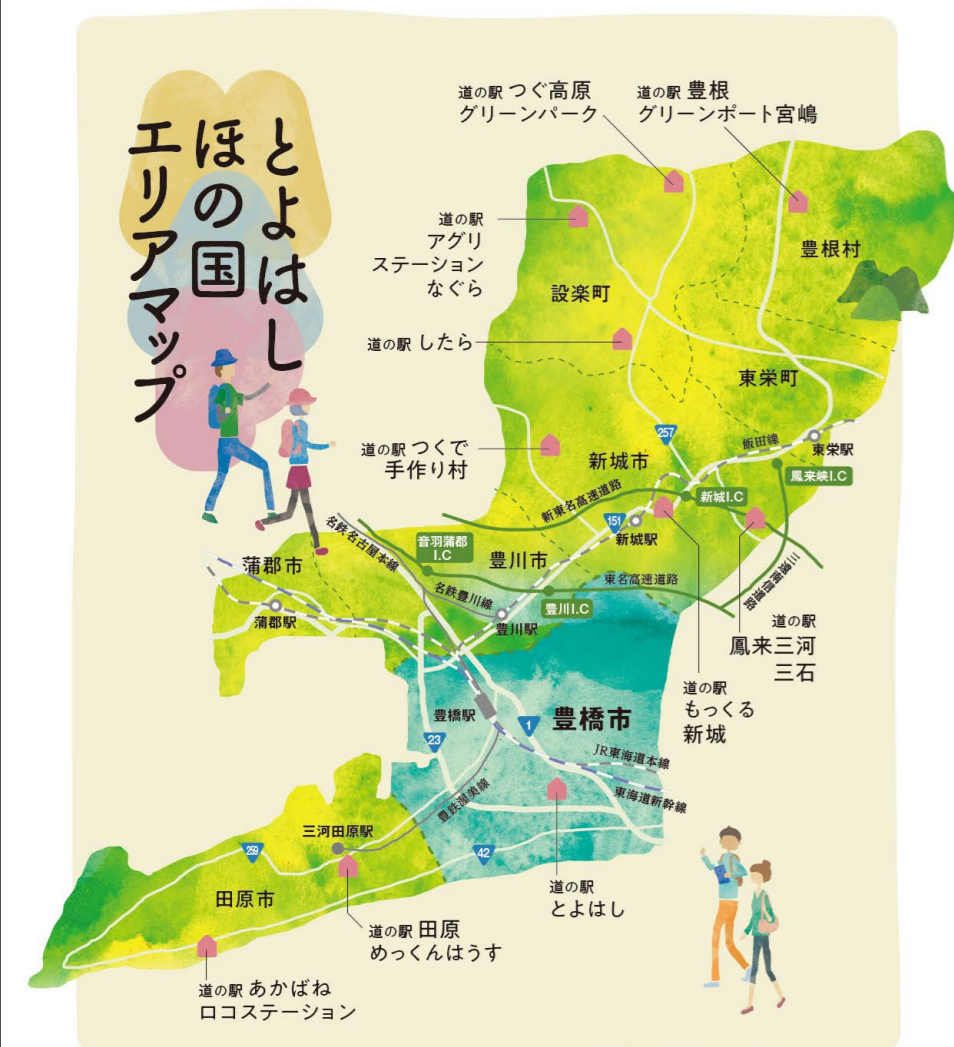 とよはし
ほの国
エリアマップ
道の駅 つぐ高原
グリーンパーク
道の駅 豊根
グリーンポート宮嶋
道の駅
アグリ
ステーション
なぐら
豊根村
設楽町
道の駅 したら
東栄町
道の駅 つくで
手作り村
257
飯田線
東栄駅
新城市
鳳来峡I.C
新城I.C
新東名高速道路
151
新城駅
名鉄名古屋本線
音羽蒲郡
I.C
豊川市
蒲郡市
東名高速道路
三遠南信道路
名鉄豊川線
豊川I.C
蒲郡駅
豊川駅
道の駅
鳳来三河
三石
道の駅
もっくる
新城
豊橋駅
豊橋市
1
23
JR東海道本線
東海道新幹線
豊鉄渥美線
三河田原駅
259
42
田原市
道の駅
とよはし
道の駅 田原
めっくんはうす
道の駅 あかばね
ロコステーション